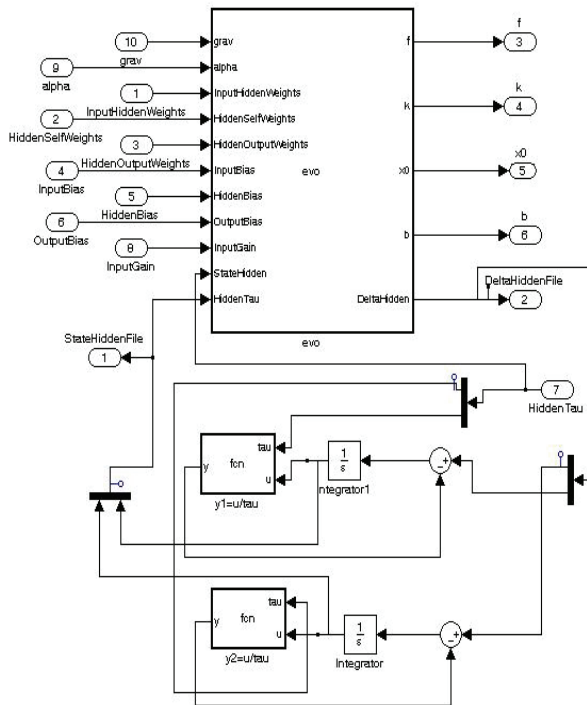 f
10
grav
f
3
grav
9
alpha
alpha
k
1
InputHiddenWeights
k
4
InputHiddenWeights
2
HiddenSelfWeights
HiddenSelfWeights
3
HiddenOutputWeights
x0
HiddenOutputWeights
4
InputBias
evo
x0
5
InputBias
5
HiddenBias
b
HiddenBias
6
OutputBias
b
6
OutputBias
8
InputGain
InputGain
StateHidden
DeltaHiddenFile
HiddenTau
DeltaHidden
2
StateHiddenFile
evo
1
7
HiddenTau
tau
y
fcn
u
1
s
-+
ntegrator1
y1=u/tau
tau
y
fcn
u
1
s
-+
y2=u/tau
Integrator